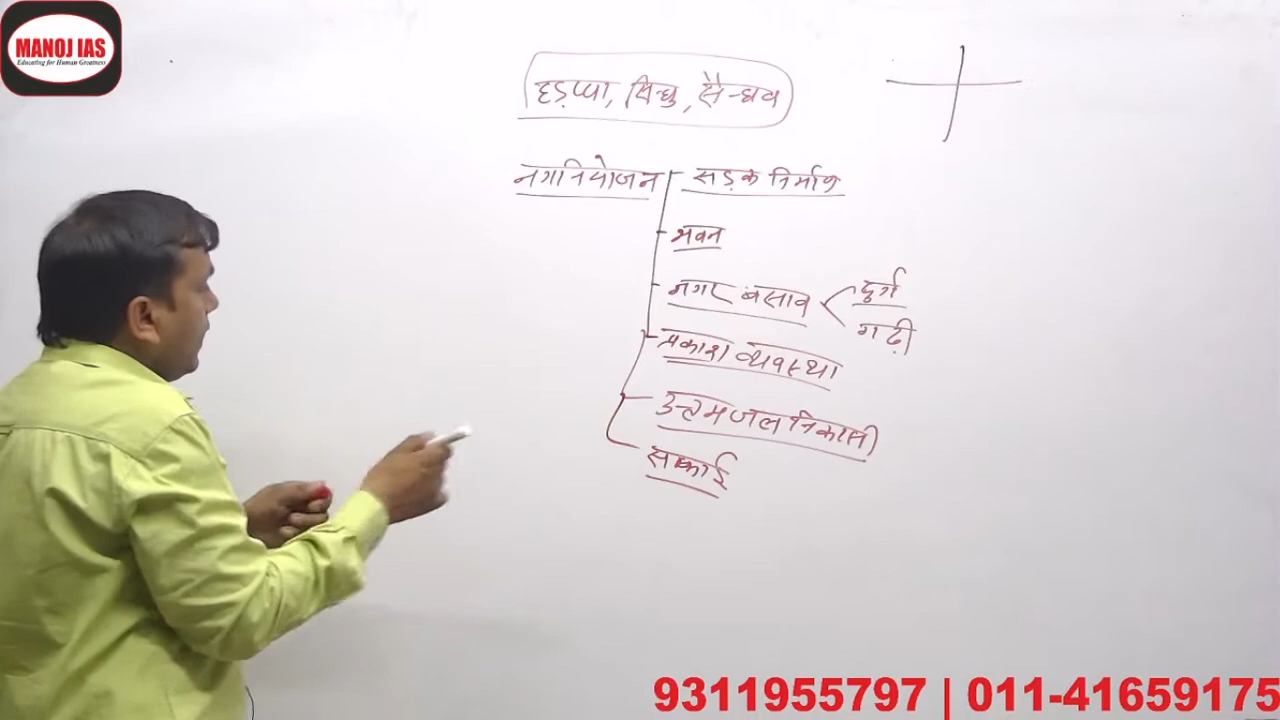 MANOJ IAS
Educating for Human Greatness
हड़प्पा, सिन्धु, सैन्धव
नगर नियोजन
सड़क निर्माण
भवन
नगर बसाव
दुर्ग
गढ़ी
प्रकाश व्यवस्था
उत्तम जल निकासी
सफाई
9311955797 | 011-41659175